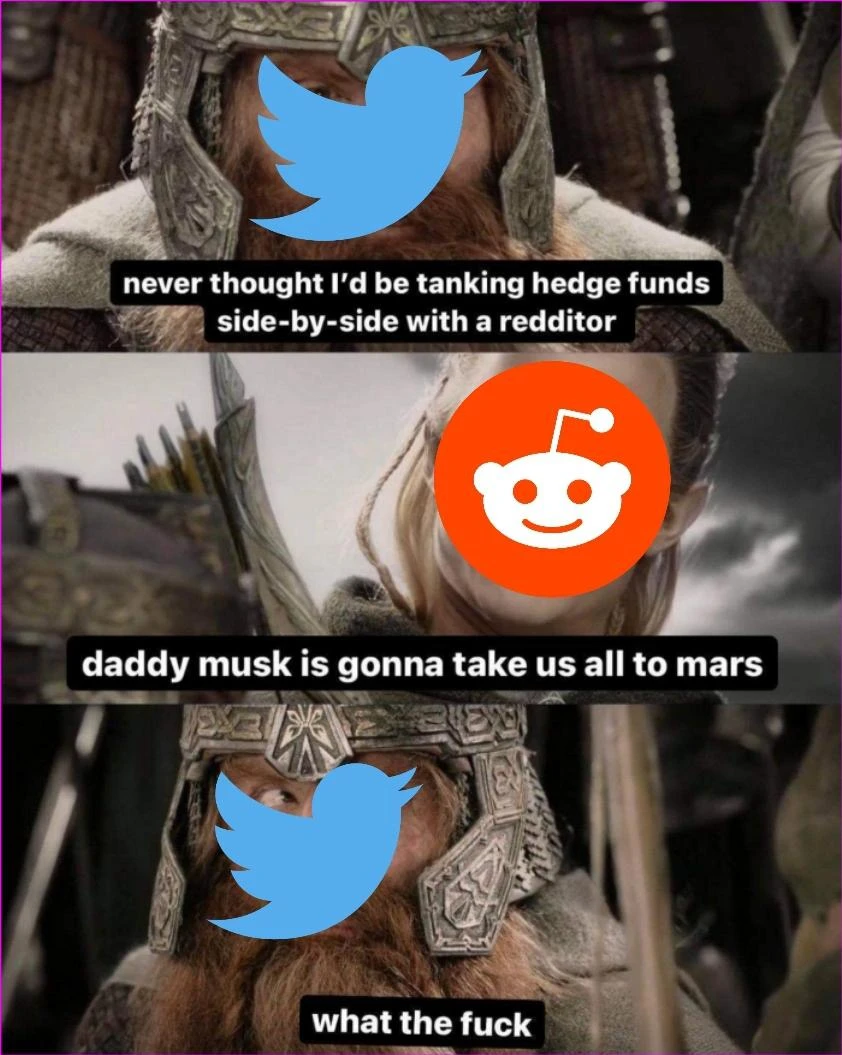 never thought I’d be tanking hedge funds
side-by-side with a redditor
daddy musk is gonna take us all to mars
what the fuck